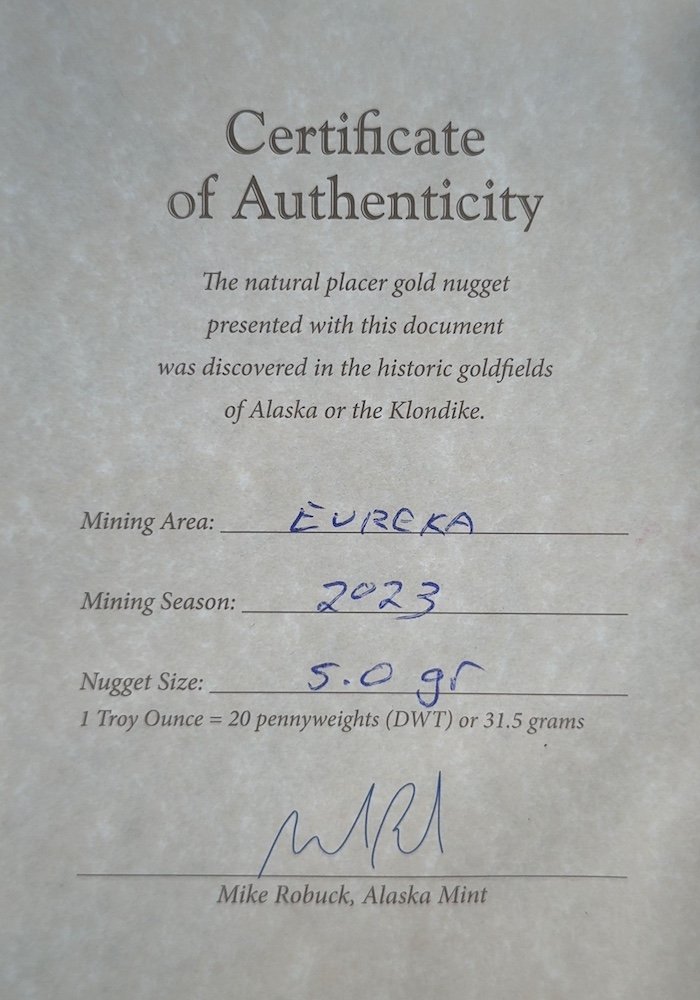 Certificate
of Authenticity
The natural placer gold nugget
presented with this document
was discovered in the historic goldfields
of Alaska or the Klondike.
Mining Area: EUREKA
Mining Season: 2023
Nugget Size: 5.0 gr
1 Troy Ounce = 20 pennyweights (DWT) or 31.5 grams
Mike Robuck, Alaska Mint